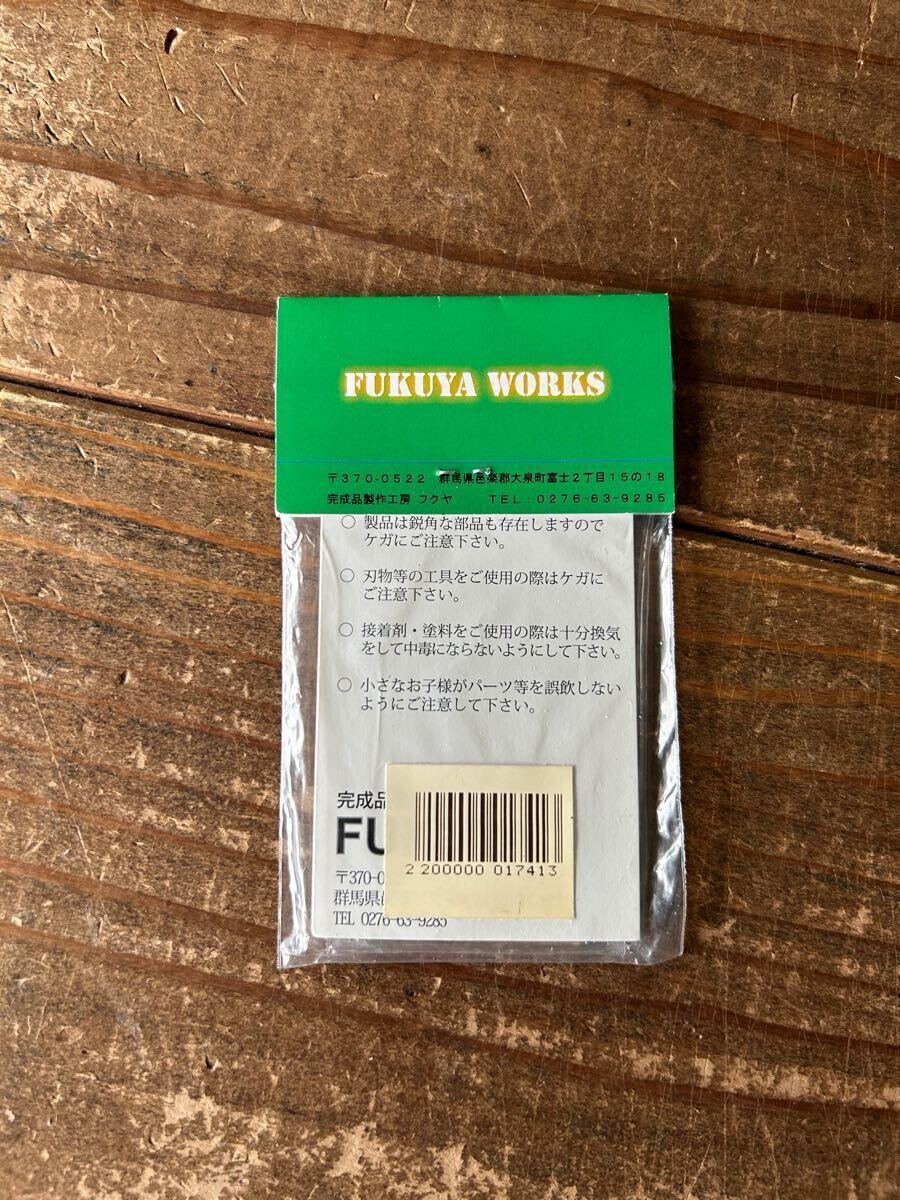 FUKUYA WORKS
〒370-0522 群馬県邑楽郡大泉町富士2丁目15の18
完成品製作工房 フクヤ TEL:0276-63-9285
○ 製品は鋭角な部品も存在しますので
ケガにご注意下さい。
○ 刃物等の工具をご使用の際はケガに
ご注意下さい。
○ 接着剤・塗料をご使用の際は十分換気
をして中毒にならないようにして下さい。
○ 小さなお子様がパーツ等を誤飲しない
ようにご注意して下さい。
完成品
FU
2 200000 017413
〒370-0
群馬県
TEL 0276-63-9285